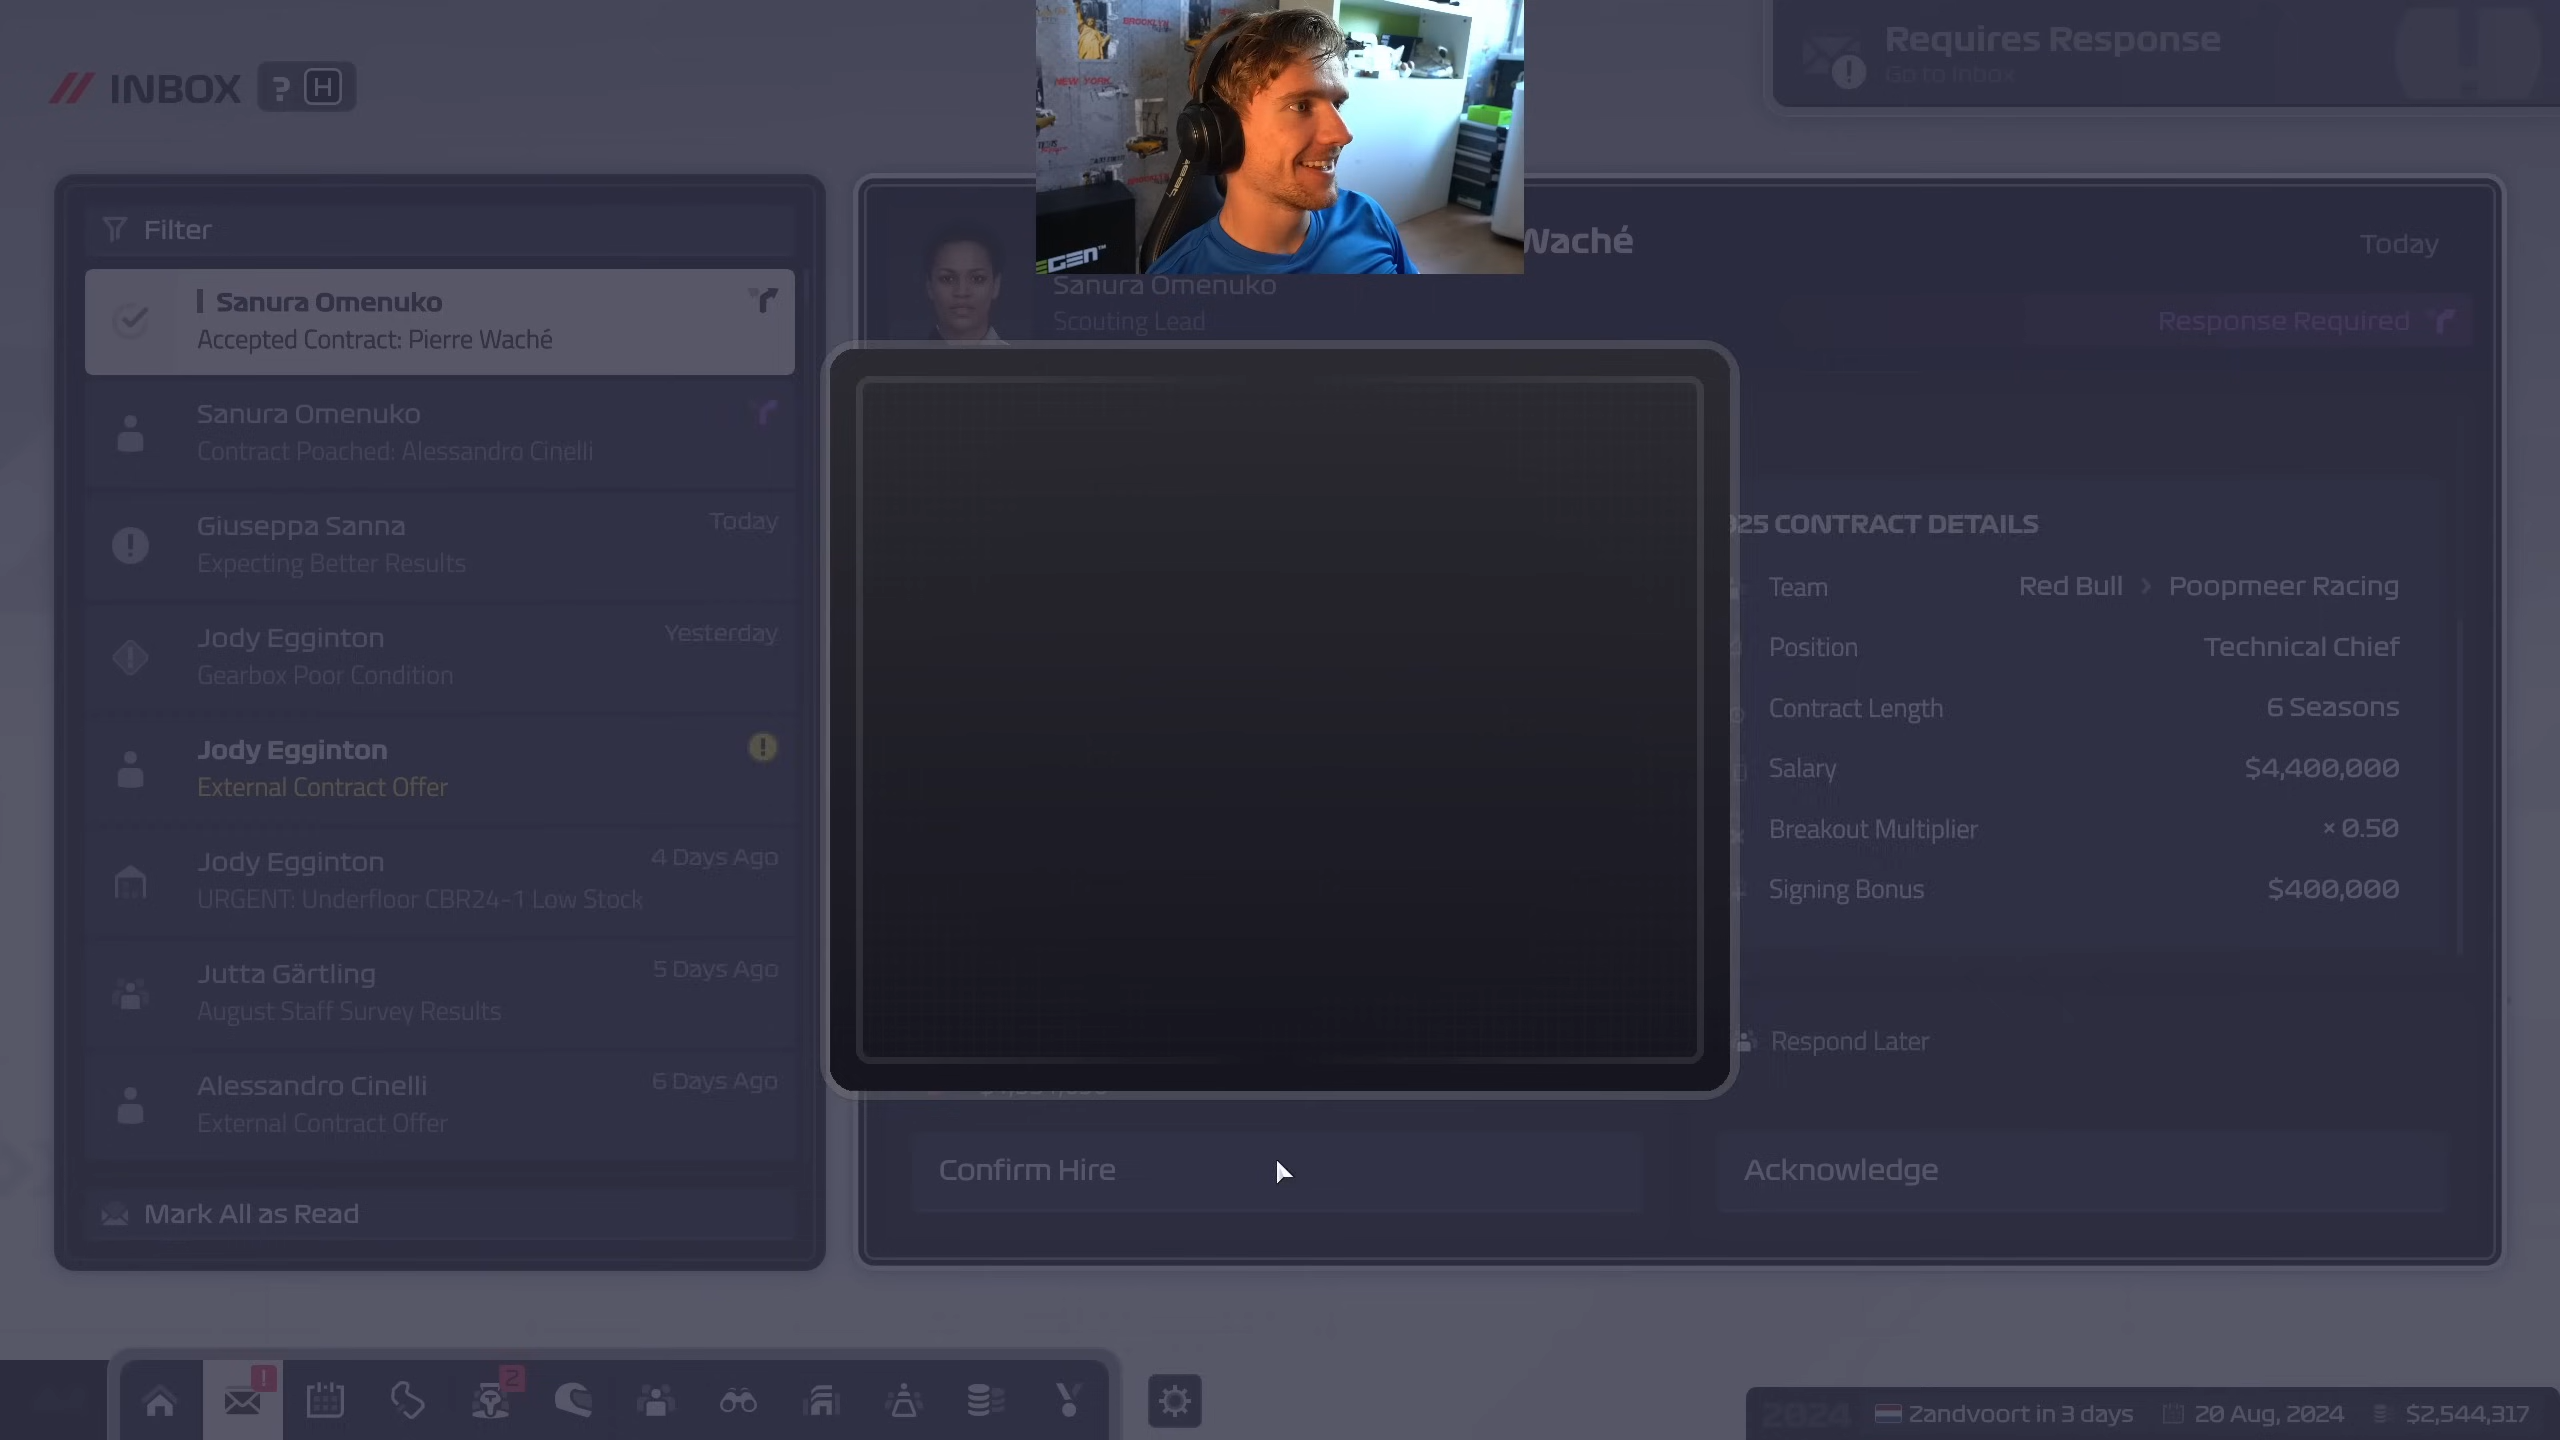 INBOX ? H
Requires Response
Go to Inbox
Filter
Sanura Omenuko
Accepted Contract: Pierre Waché
Sanura Omenuko
Contract Poached: Alessandro Cinelli
Giuseppa Sanna
Today
Expecting Better Results
Jody Egginton
Yesterday
Gearbox Poor Condition
Jody Egginton
External Contract Offer
Jody Egginton
4 Days Ago
URGENT: Underfloor CBR24-1 Low Stock
Jutta Gärtling
5 Days Ago
August Staff Survey Results
Alessandro Cinelli
6 Days Ago
External Contract Offer
Mark All as Read
BROOKLYN
NEW YORK
Waché
Today
Sanura Omenuko
Scouting Lead
Response Required
025 CONTRACT DETAILS
Team Red Bull > Poopmeer Racing
Position Technical Chief
Contract Length 6 Seasons
Salary $4,400,000
Breakout Multiplier × 0.50
Signing Bonus $400,000
Respond Later
Confirm Hire
Acknowledge
2
2024 Zandvoort in 3 days 20 Aug, 2024 $2,544,317